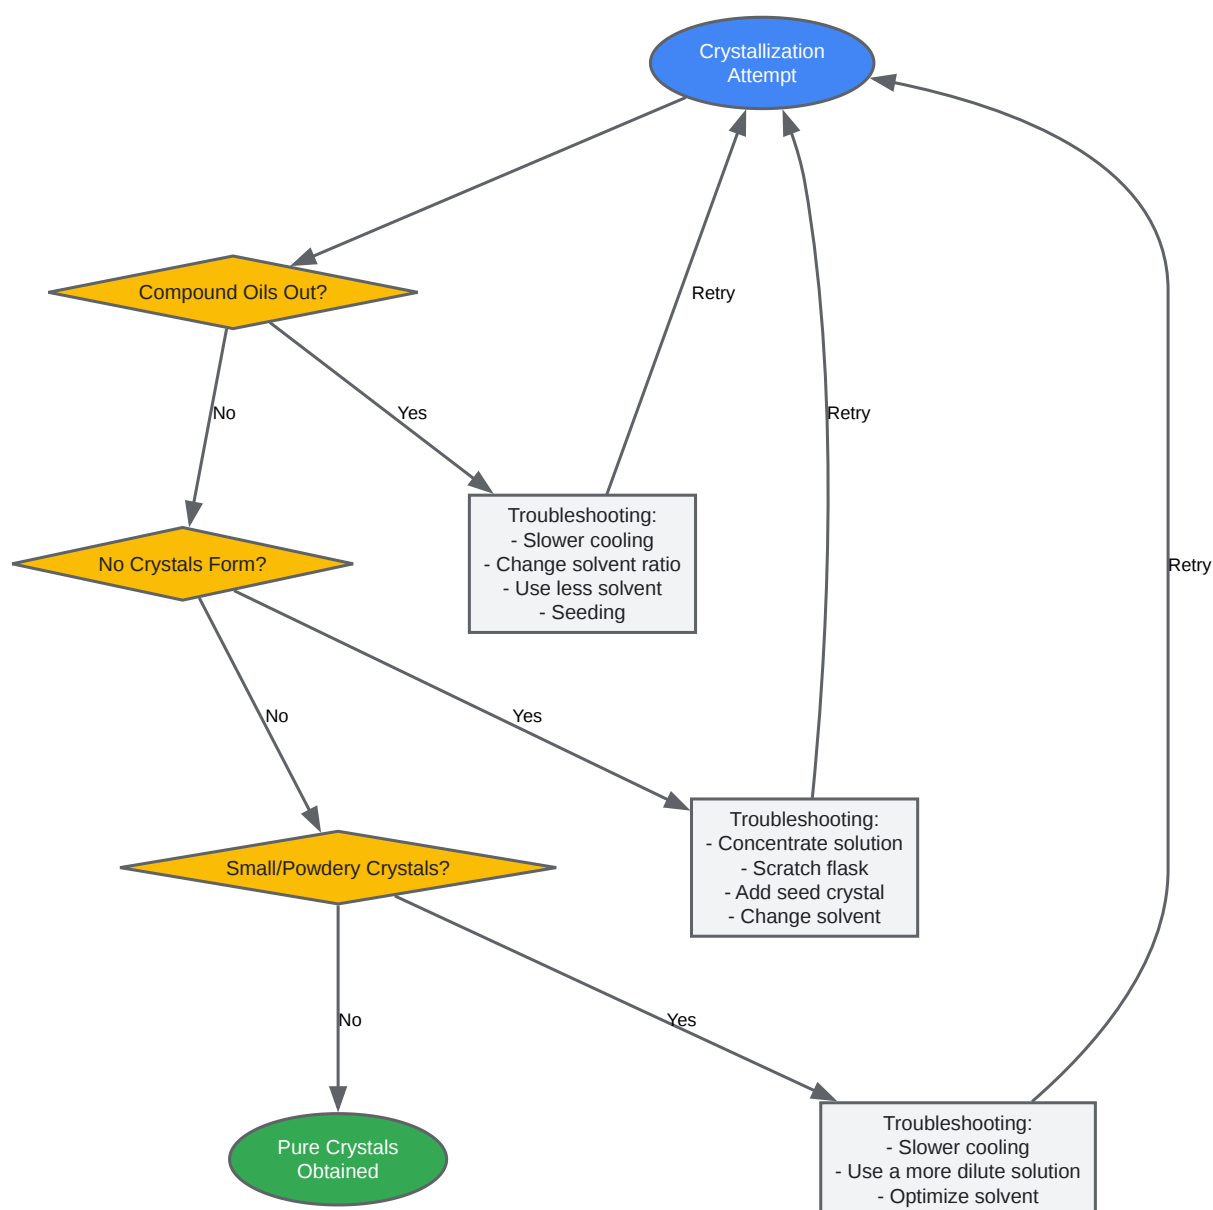 Crystallization
Attempt
Compound Oils Out?
Retry
No
Yes
Retry
Troubleshooting:
- Slower cooling
- Change solvent ratio
- Use less solvent
- Seeding
No Crystals Form?
Retry
No
Yes
Troubleshooting:
- Concentrate solution
- Scratch flask
- Add seed crystal
- Change solvent
Small/Powdery Crystals?
No
Yes
Troubleshooting:
- Slower cooling
- Use a more dilute solution
- Optimize solvent
Pure Crystals
Obtained